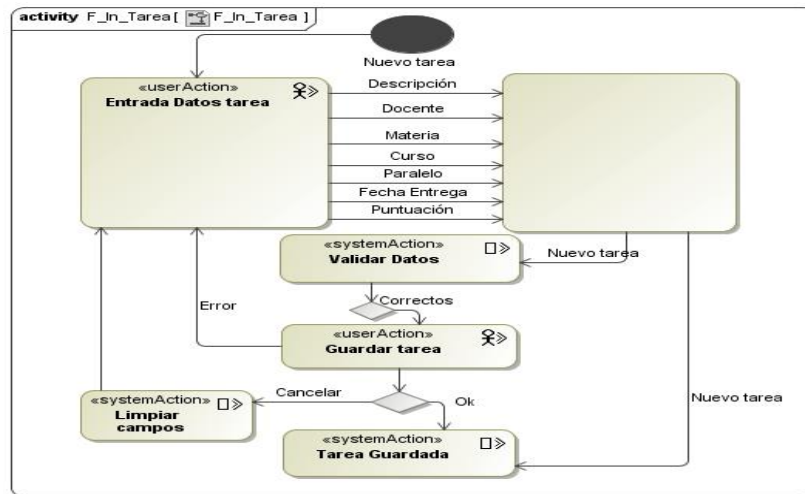 activity F_In_Tarea [ F_In_Tarea ]
Nuevo tarea
«userAction»
Entrada Datos tarea
Descripción
Docente
Materia
Curso
Paralelo
Fecha Entrega
Puntuación
«systemAction»
Validar Datos
Nuevo tarea
Correctos
Error
«userAction»
Guardar tarea
Cancelar
Ok
Nuevo tarea
«systemAction»
Limpiar
campos
«systemAction»
Tarea Guardada